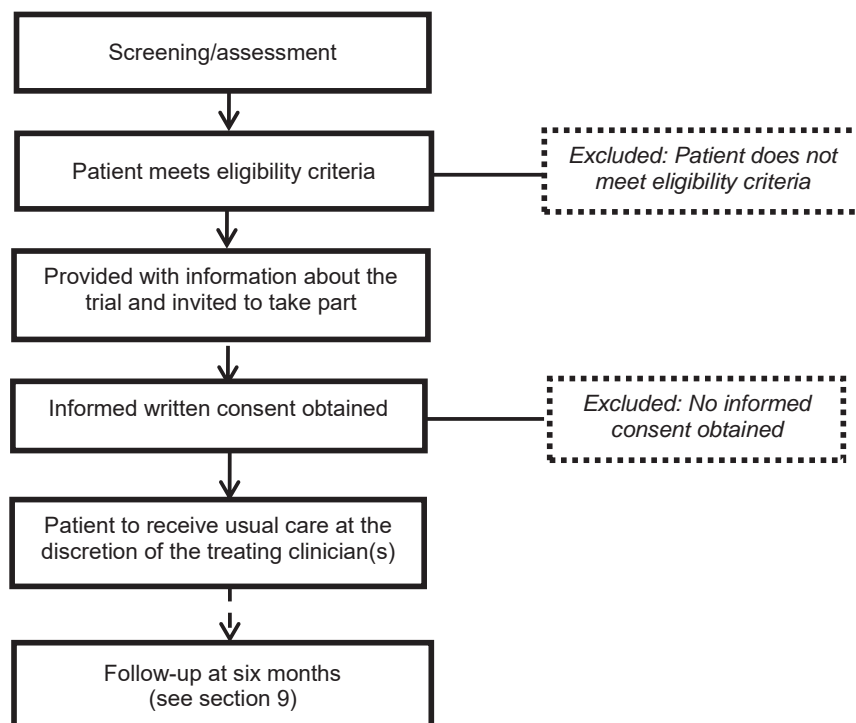 Screening/assessment
Patient meets eligibility criteria
Excluded: Patient does not
meet eligibility criteria
Provided with information about the
trial and invited to take part
Informed written consent obtained
Excluded: No informed
consent obtained
Patient to receive usual care at the
discretion of the treating clinician(s)
Follow-up at six months
(see section 9)